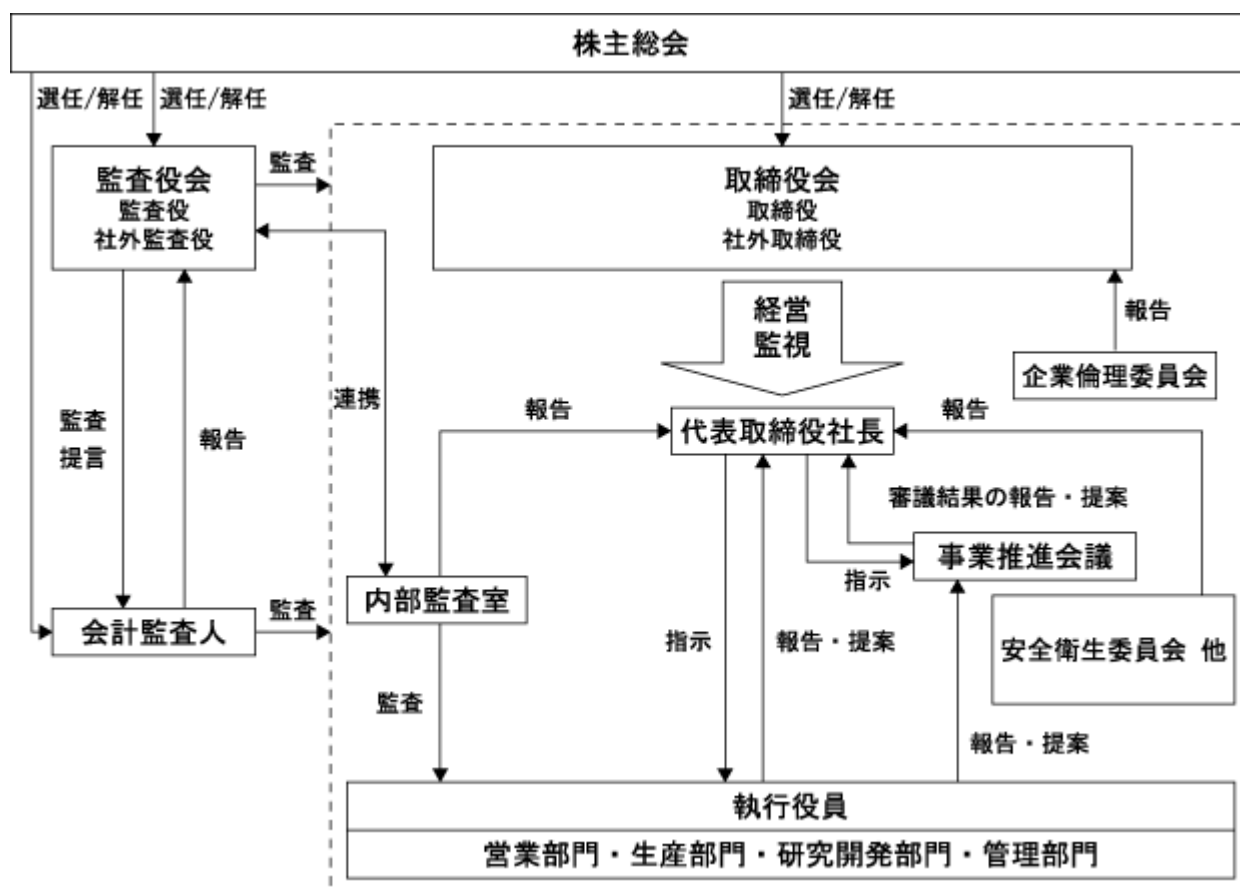 株主総会
選任/解任
選任/解任
選任/解任
監査役会
監査役
社外監査役
監査
取締役会
取締役
社外取締役
経営
監視
報告
企業倫理委員会
連携
監査
提言
報告
報告
代表取締役社長
報告
審議結果の報告・提案
事業推進会議
指示
内部監査室
会計監査人
監査
指示
報告・提案
安全衛生委員会 他
監査
報告・提案
執行役員
営業部門・生産部門・研究開発部門・管理部門